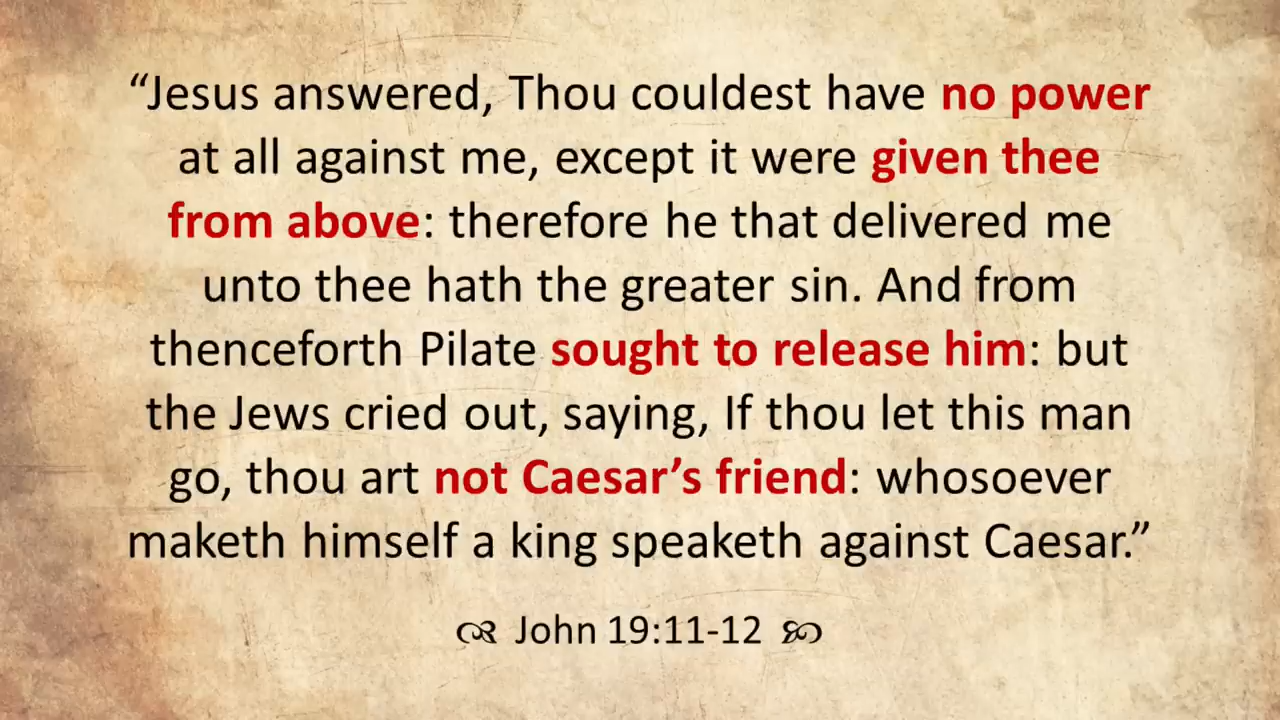 “Jesus answered, Thou couldest have no power
at all against me, except it were given thee
from above: therefore he that delivered me
unto thee hath the greater sin. And from
thenceforth Pilate sought to release him: but
the Jews cried out, saying, If thou let this man
go, thou art not Caesar’s friend: whosoever
maketh himself a king speaketh against Caesar.”
John 19:11-12